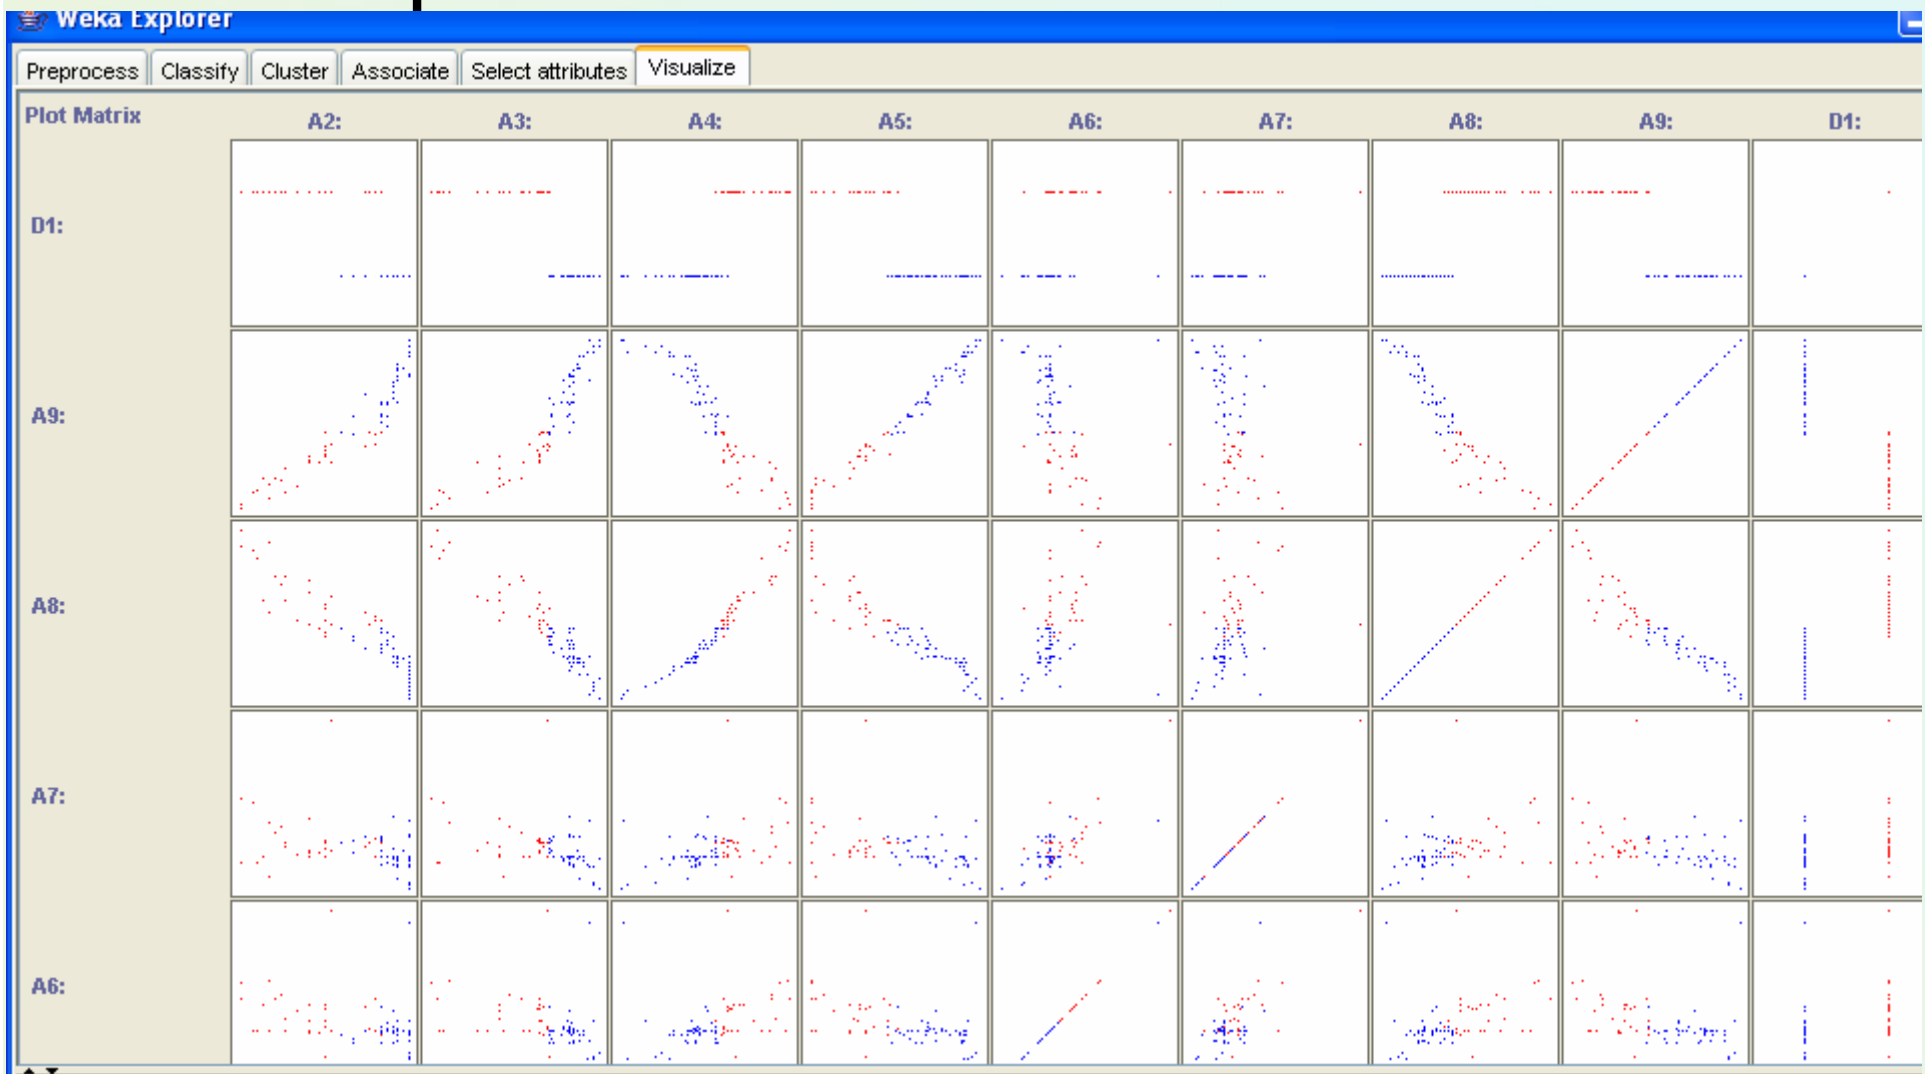 Weka Explorer
Preprocess Classify Cluster Associate Select attributes Visualize
Plot Matrix A2: A3: A4: A5: A6: A7: A8: A9: D1:
D1:
A9:
A8:
A7:
A6: